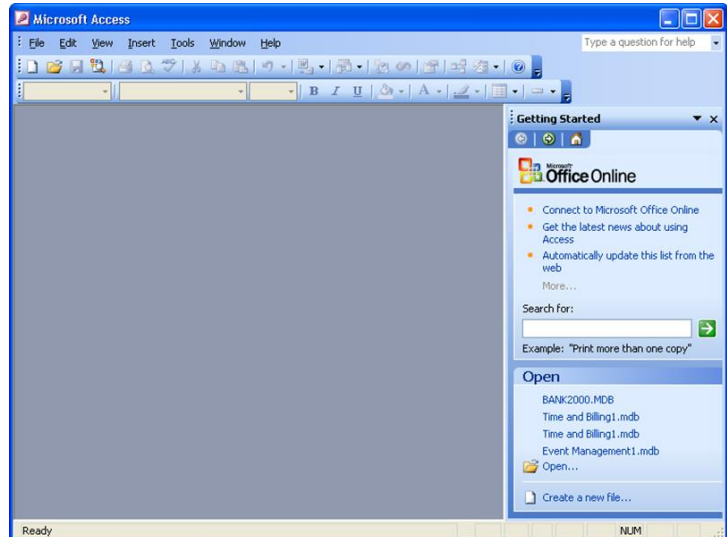 Microsoft Access
File Edit View Insert Tools Window Help
Type a question for help
B I U A
Getting Started
Microsoft
Office Online
Connect to Microsoft Office Online
Get the latest news about using
Access
Automatically update this list from the
web
More...
Search for:
Example: "Print more than one copy"
Open
BANK2000.MDB
Time and Billing1.mdb
Time and Billing1.mdb
Event Management1.mdb
Open...
Create a new file...
Ready
NUM